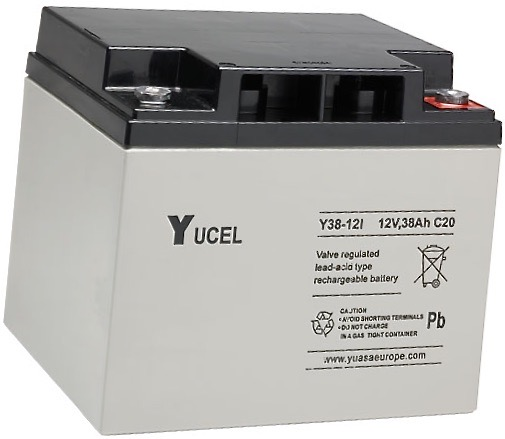 YUCEL
Y38-12I 12V,38Ah C20
Valve regulated
lead-acid type
rechargeable battery
CAUTION:
• AVOID SHORTING TERMINALS
• DO NOT CHARGE
IN A GAS TIGHT CONTAINER
Pb
www.yuasaeurope.com